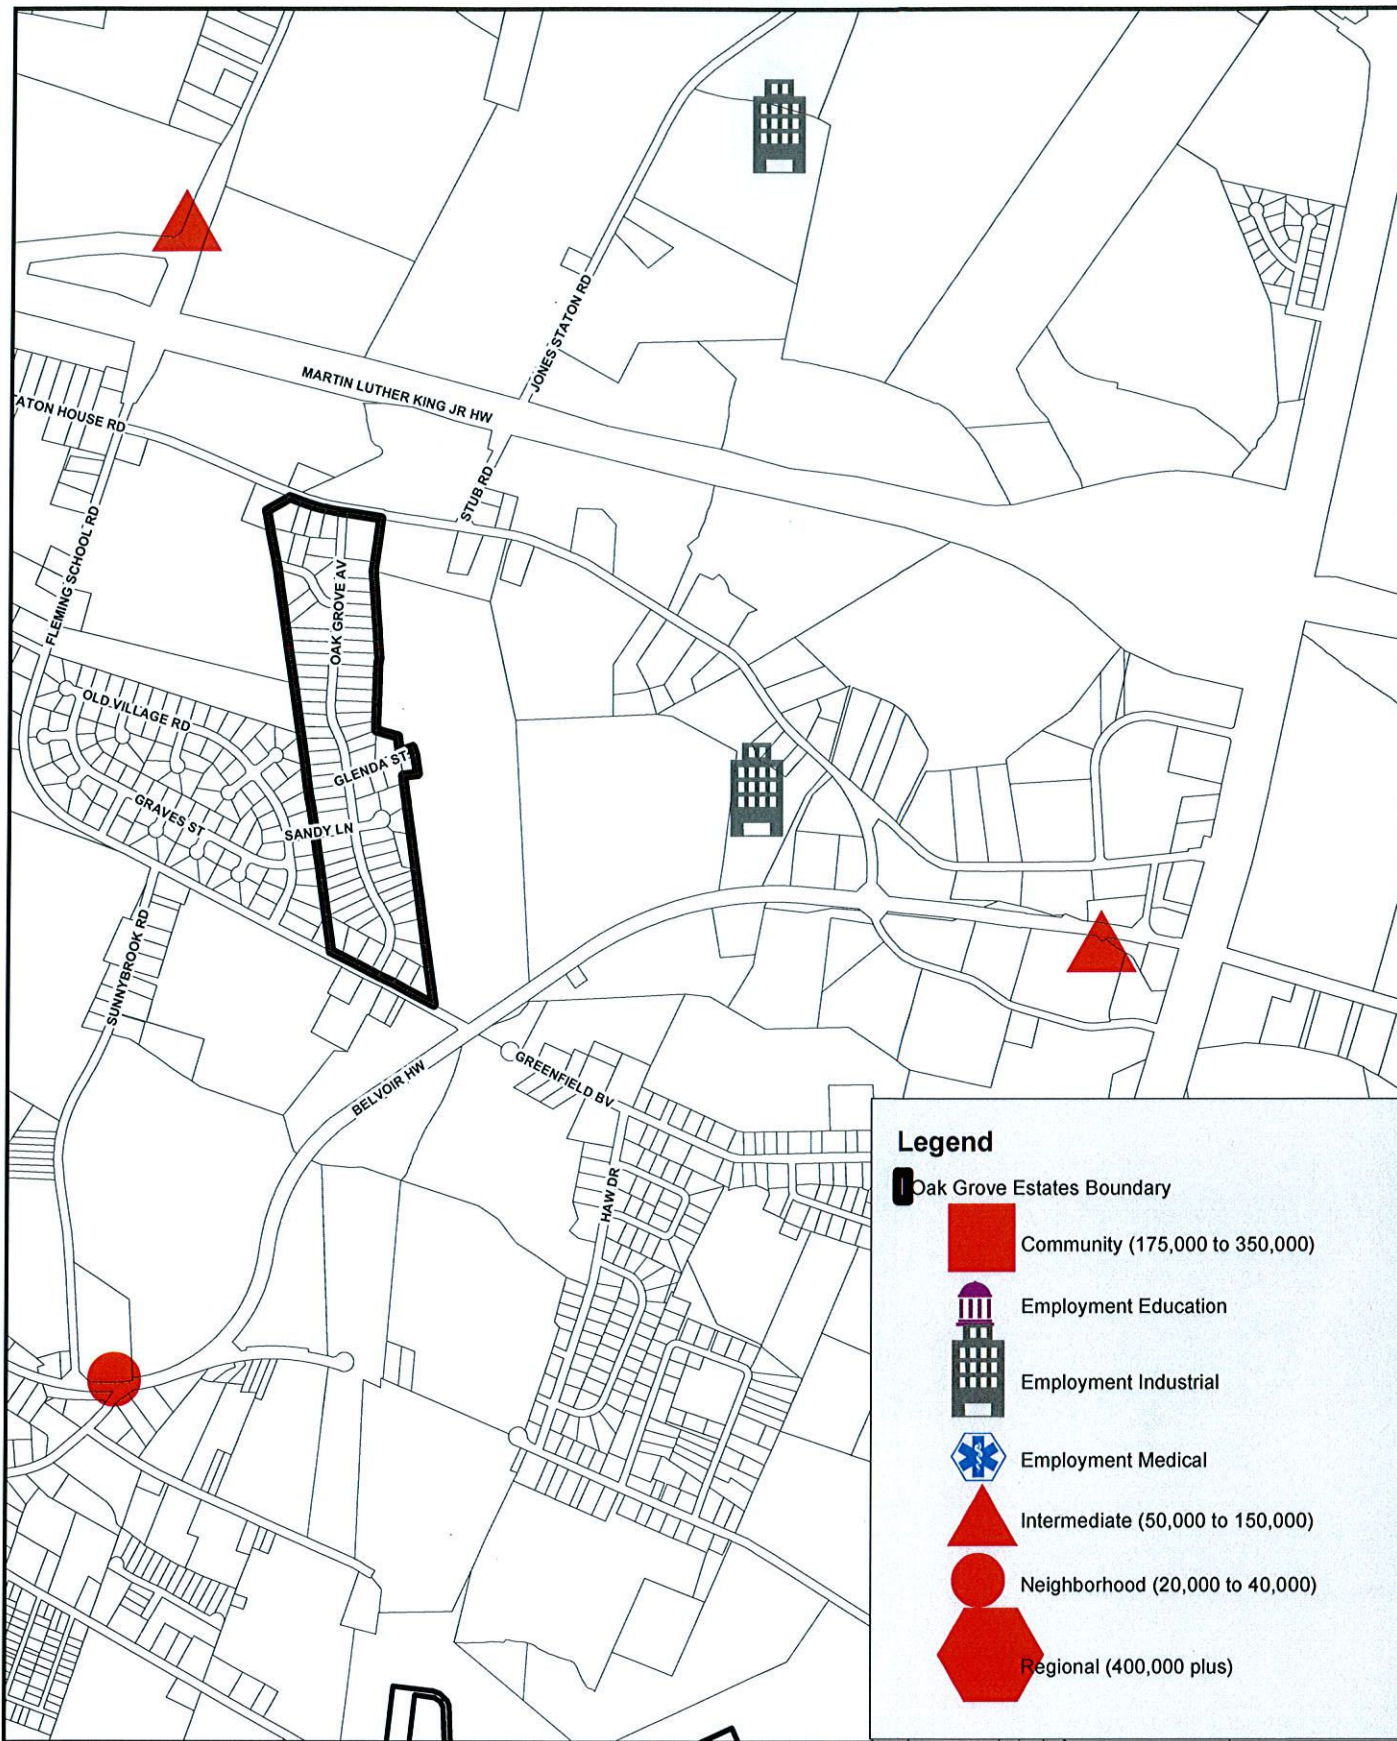 JONES STATON RD
MARTIN LUTHER KING JR HW
ATON HOUSE RD
STUB RD
FLEMING SCHOOL RD
OAK GROVE AV
OLD VILLAGE RD
GLENDA ST
GRAVES ST
SANDY LN
SUNNYBROOK RD
BELVOIR HW
GREENFIELD BV
HAW DR
Legend
Oak Grove Estates Boundary
Community (175,000 to 350,000)
Employment Education
Employment Industrial
Employment Medical
Intermediate (50,000 to 150,000)
Neighborhood (20,000 to 40,000)
Regional (400,000 plus)